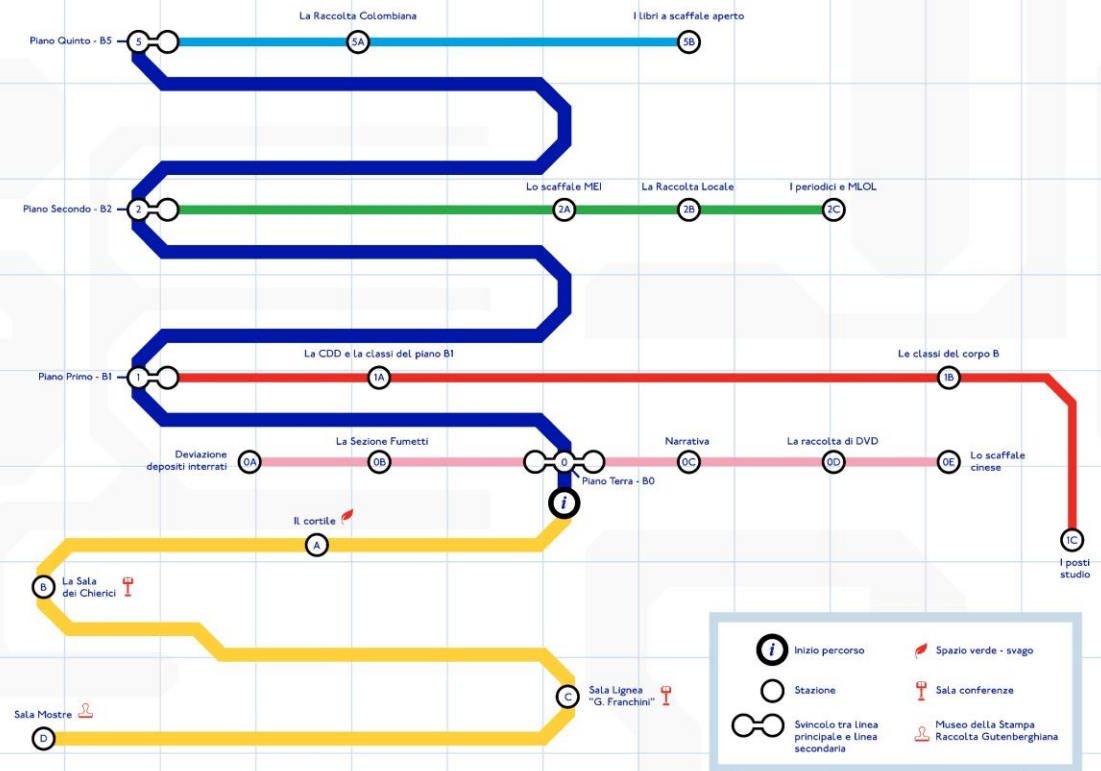 La Raccolta Colombiana
I libri a scaffale aperto
Piano Quinto - B5
5
5A
5B
Lo scaffale MEI
La Raccolta Locale
I periodici e MLOL
Piano Secondo - B2
2
2A
2B
2C
La CDD e la classi del piano B1
Le classi del corpo B
Piano Primo - B1
1
1A
1B
La Sezione Fumetti
Narrativa
La raccolta di DVD
Deviazione
depositi interrati
0A
0B
0
0C
0D
0E
Lo scaffale
cinese
Piano Terra - B0
i
Il cortile
A
1C
I posti
studio
B
La Sala
dei Chierici
C
Sala Lignea
"G. Franchini"
Sala Mostre
D
i
Inizio percorso
Spazio verde - svago
Stazione
Sala conferenze
Svincolo tra linea
principale e linea
secondaria
Museo della Stampa
Raccolta Gutenberghiana